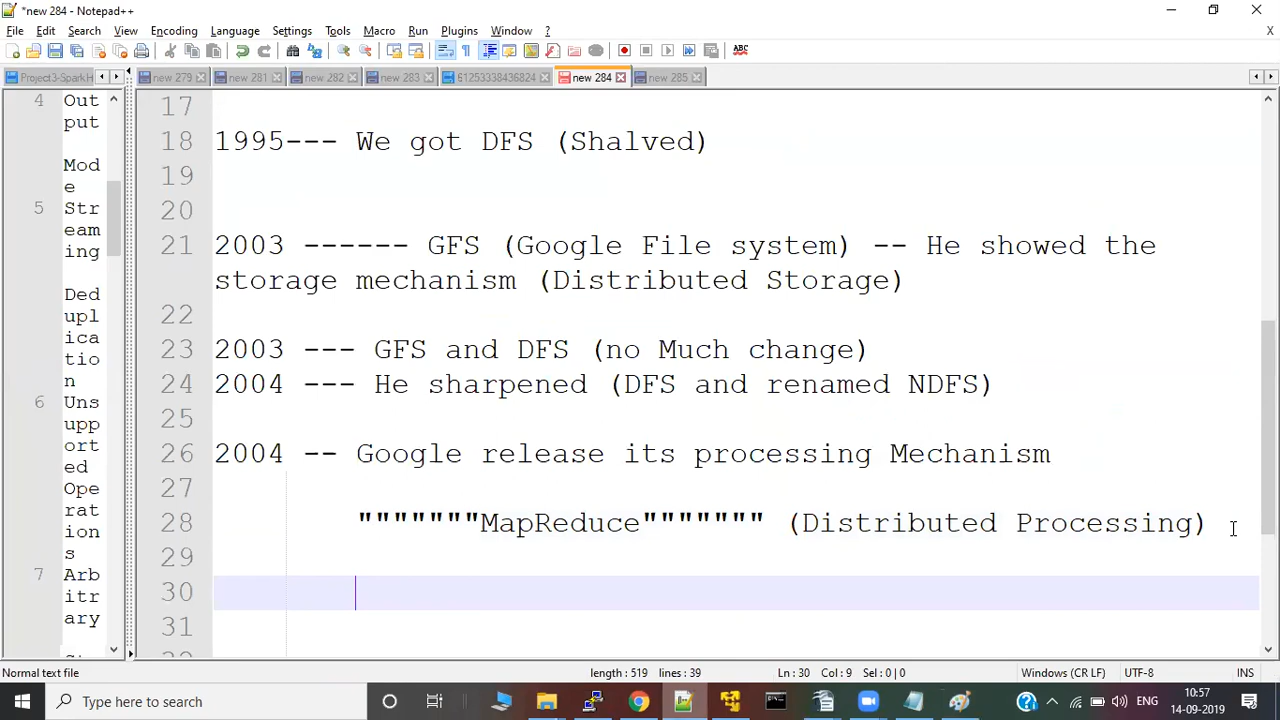 *new 284 - Notepad++
File Edit Search View Encoding Language Settings Tools Macro Run Plugins Window ?
Project3-Spark new 279 new 281 new 282 new 283 new 284 new 285
4 Out
put
Mod
e
5 Str
eam
ing
Ded
upl
ica
tio
n
6 Uns
upp
ort
ed
Ope
rat
ion
s
7 Arb
itr
ary
17
18 1995--- We got DFS (Shalved)
19
20
21 2003 ------ GFS (Google File system) -- He showed the
storage mechanism (Distributed Storage)
22
23 2003 --- GFS and DFS (no Much change)
24 2004 --- He sharpened (DFS and renamed NDFS)
25
26 2004 -- Google release its processing Mechanism
27
28 """""""MapReduce""""""" (Distributed Processing)
29
30
31
Normal text file length : 519 lines : 39 Ln : 30 Col : 9 Sel : 0 | 0 Windows (CR LF) UTF-8 INS
Type here to search ENG 10:57
14-09-2019